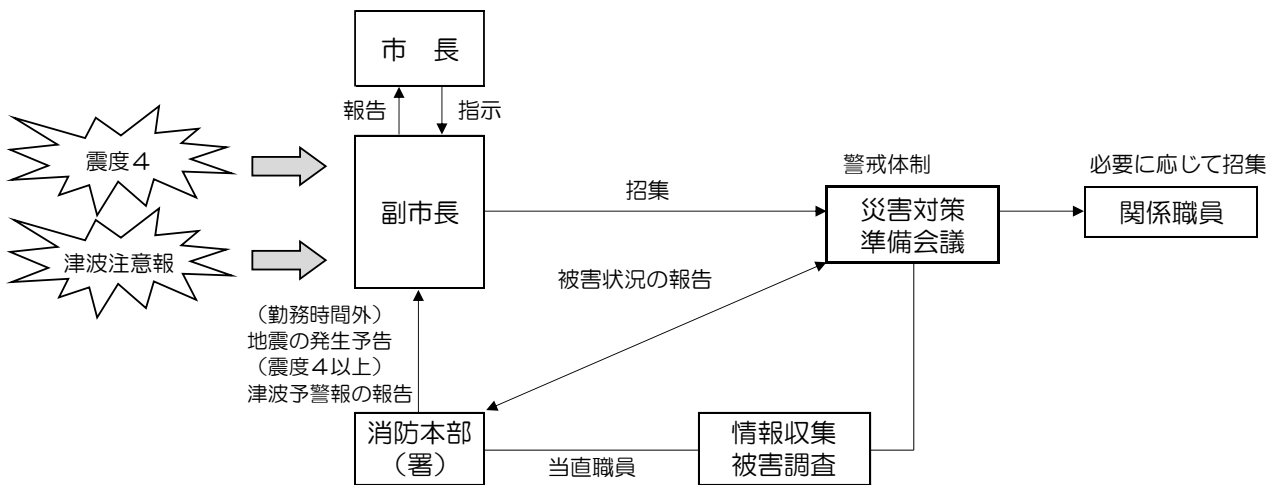 市　長
報告
指示
震度４
副市長
招集
警戒体制
災害対策
準備会議
必要に応じて招集
関係職員
津波注意報
被害状況の報告
（勤務時間外）
地震の発生予告
（震度４以上）
津波予警報の報告
消防本部
（署）
当直職員
情報収集
被害調査